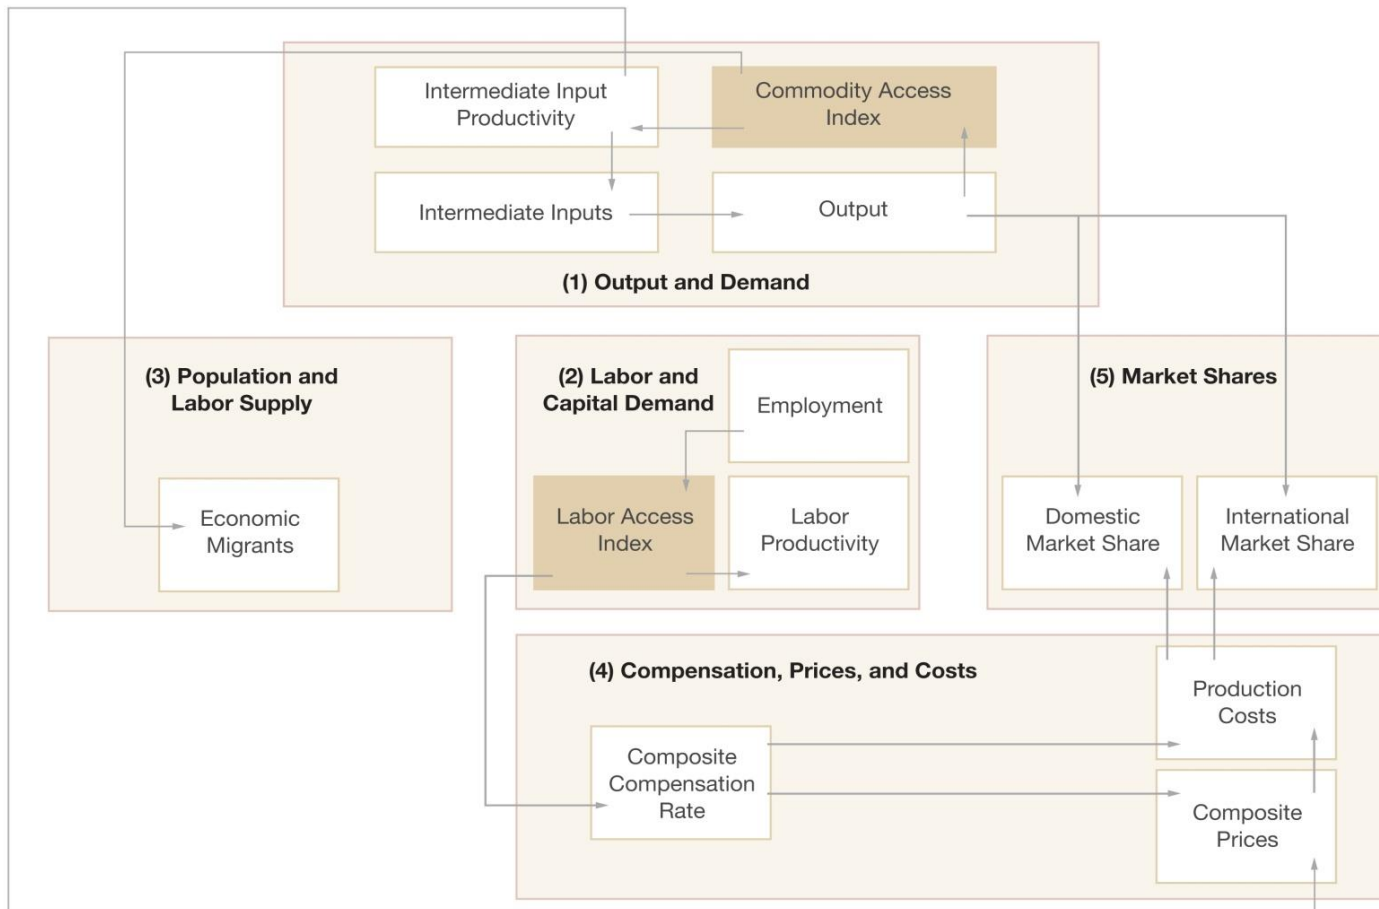 Intermediate Input
Productivity
Commodity Access
Index
Intermediate Inputs
Output
(1) Output and Demand
(3) Population and
Labor Supply
Economic
Migrants
(2) Labor and
Capital Demand
Employment
Labor Access
Index
Labor
Productivity
(5) Market Shares
Domestic
Market Share
International
Market Share
(4) Compensation, Prices, and Costs
Production
Costs
Composite
Compensation
Rate
Composite
Prices